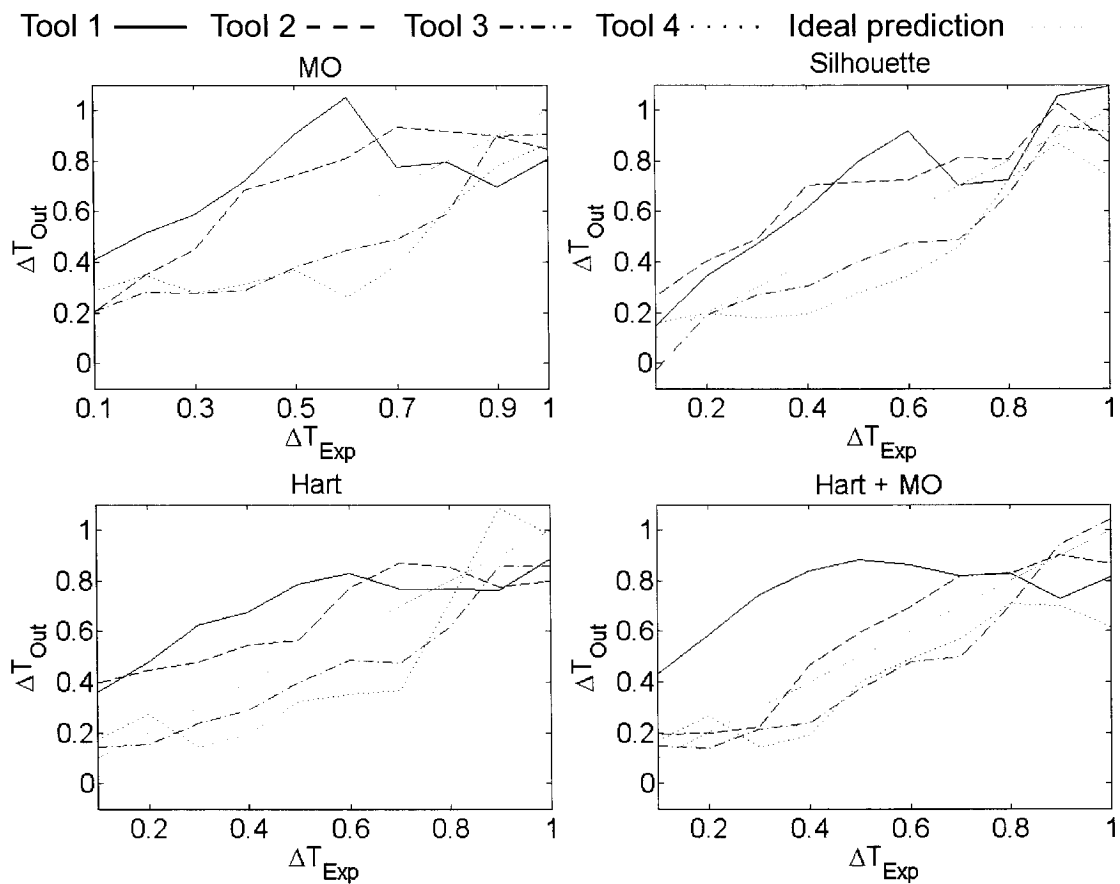 Tool 1 Tool 2 Tool 3 Tool 4 Ideal prediction
MO
1
0.8
0.6
0.4
0.2
0
ΔT_Out
0.1 0.3 0.5 0.7 0.9 1
ΔT_Exp
Silhouette
1
0.8
0.6
0.4
0.2
0
ΔT_Out
0.2 0.4 0.6 0.8 1
ΔT_Exp
Hart
1
0.8
0.6
0.4
0.2
0
ΔT_Out
0.2 0.4 0.6 0.8 1
ΔT_Exp
Hart + MO
1
0.8
0.6
0.4
0.2
0
ΔT_Out
0.2 0.4 0.6 0.8 1
ΔT_Exp